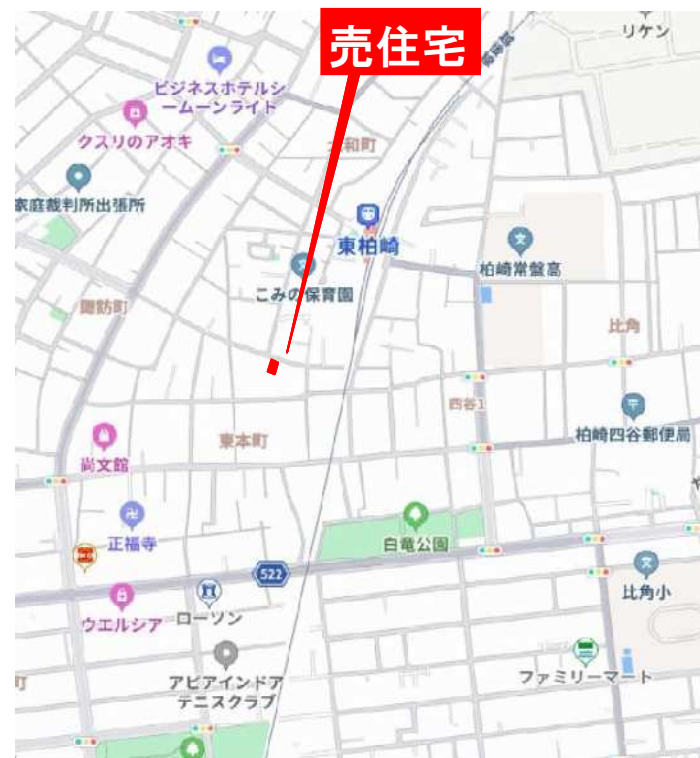 売住宅
リケン
ビジネスホテルシ
ームーンライト
クスリのアオキ
家庭裁判所出張所
東柏崎
柏崎常盤高
こみの保育園
諏訪町
比角
四谷1
柏崎四谷郵便局
東本町
尚文館
正福寺
白竜公園
522
比角小
ウエルシア
ローソン
アピアインドア
テニスクラブ
ファミリーマート
町